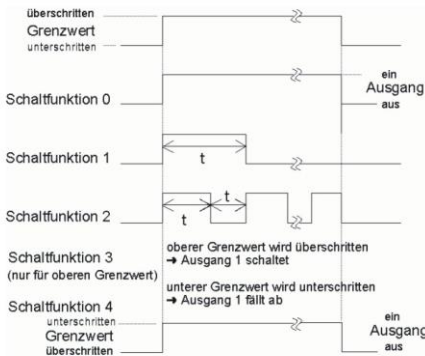 überschritten
Grenzwert
unterschritten
ein
Ausgang
aus
Schaltfunktion 0
Schaltfunktion 1
t
t
Schaltfunktion 2
t
Schaltfunktion 3
(nur für oberen Grenzwert)
oberer Grenzwert wird überschritten
→ Ausgang 1 schaltet
unterer Grenzwert wird unterschritten
→ Ausgang 1 fällt ab
Schaltfunktion 4
unterschritten
Grenzwert
überschritten
ein
Ausgang
aus